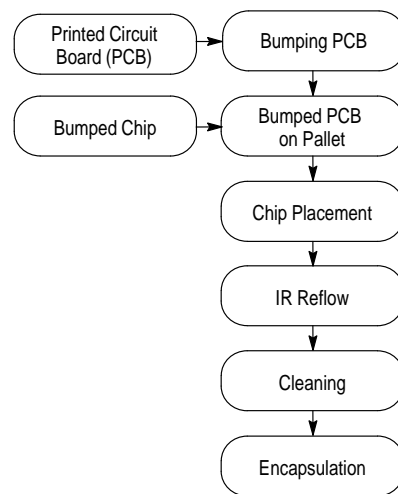 Printed Circuit
Board (PCB)
Bumping PCB
Bumped Chip
Bumped PCB
on Pallet
Chip Placement
IR Reflow
Cleaning
Encapsulation